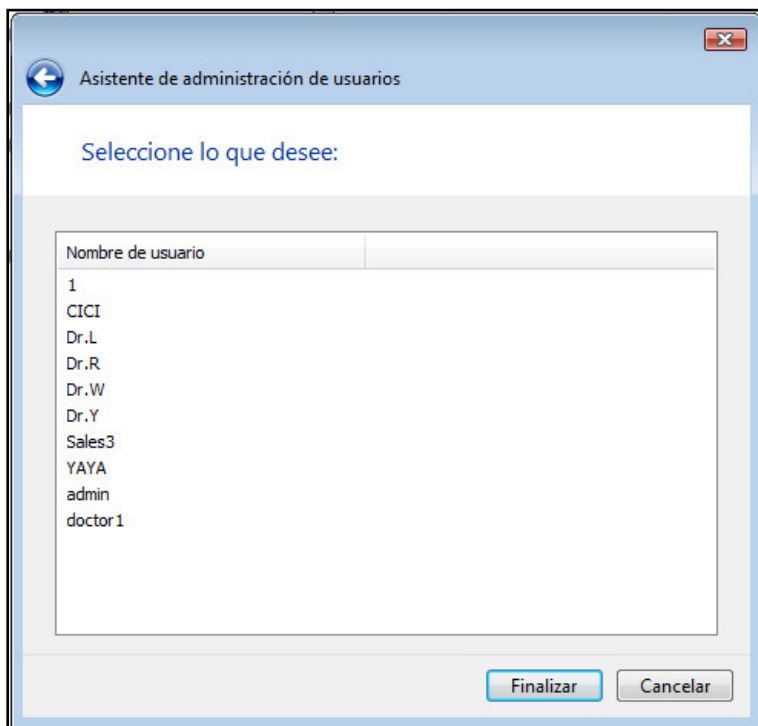 Asistente de administración de usuarios
Seleccione lo que desee:
Nombre de usuario
1
CICI
Dr.L
Dr.R
Dr.W
Dr.Y
Sales3
YAYA
admin
doctor1
Finalizar Cancelar